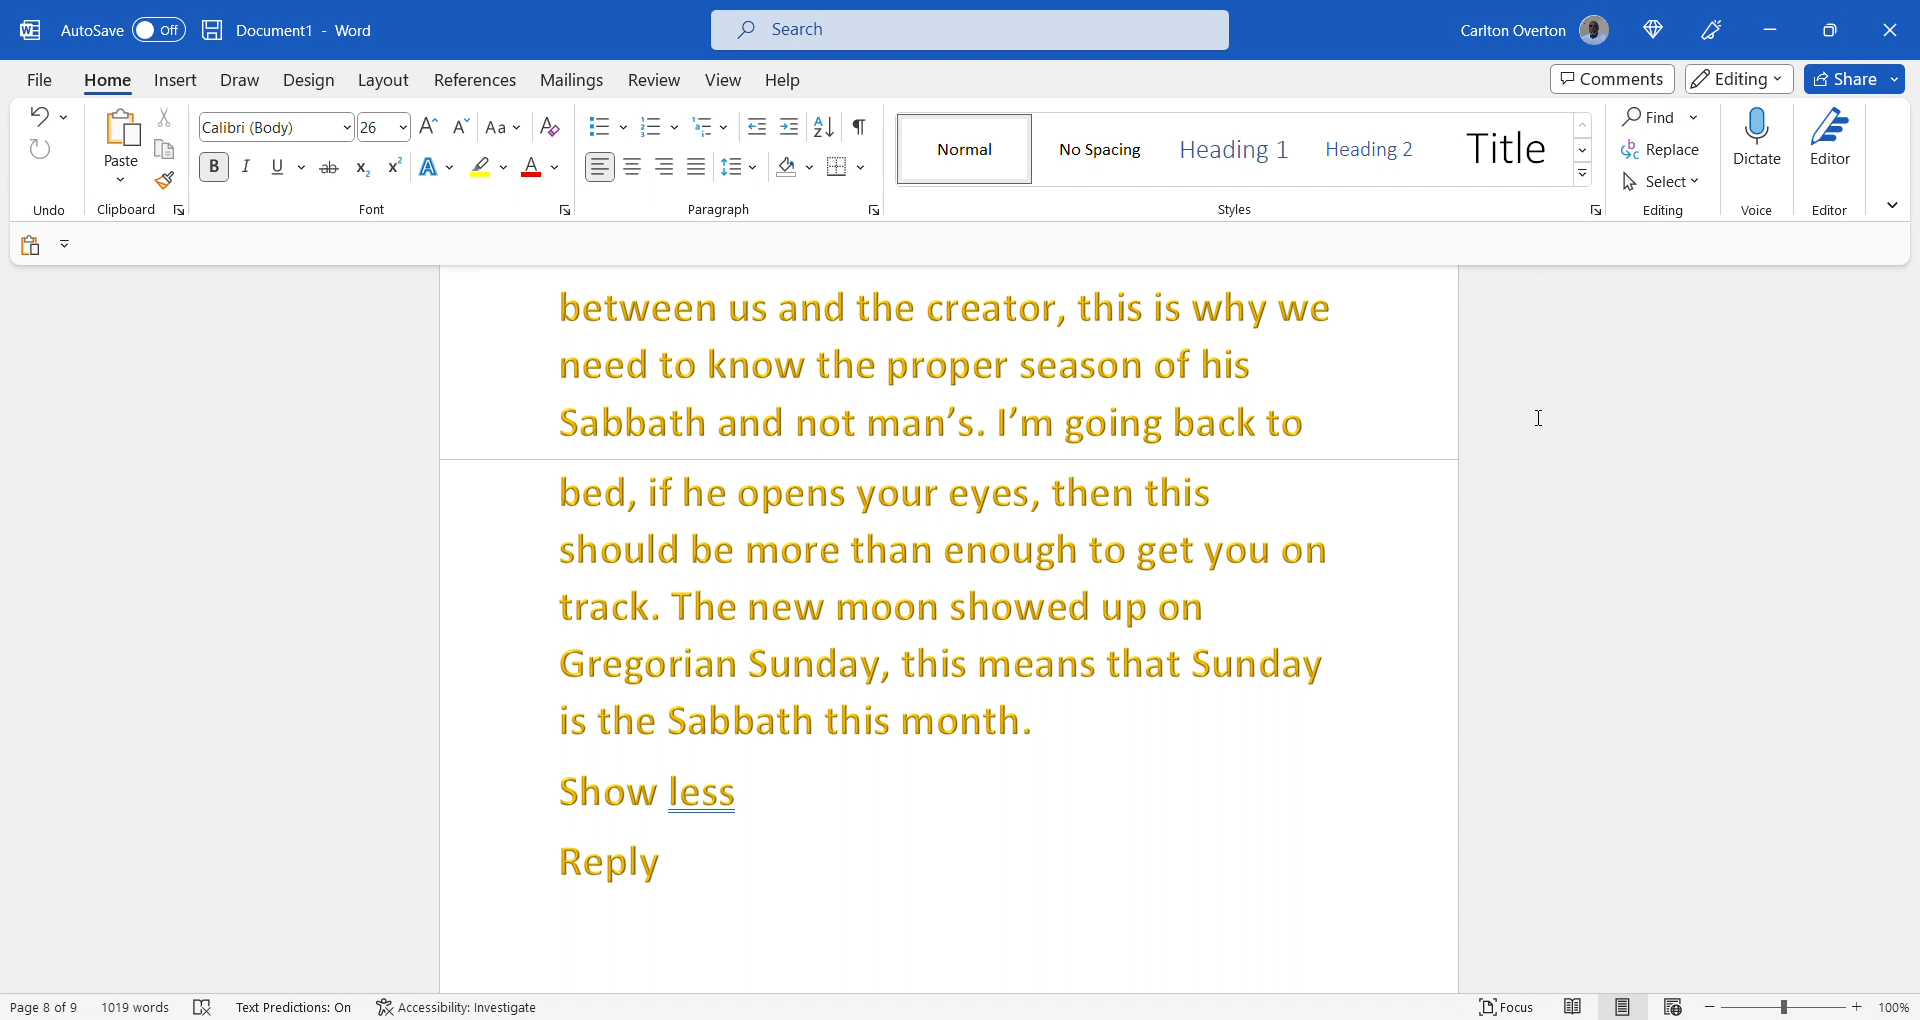 AutoSave Off Document1 - Word Search Carlton Overton
File Home Insert Draw Design Layout References Mailings Review View Help Comments Editing Share
Calibri (Body) 26 Aa
Paste
B I U ab x2 x2 A A
Normal No Spacing Heading 1 Heading 2 Title
Find
Replace
Select
Dictate Editor
Undo Clipboard Font Paragraph Styles Editing Voice Editor
between us and the creator, this is why we
need to know the proper season of his
Sabbath and not man’s. I’m going back to
bed, if he opens your eyes, then this
should be more than enough to get you on
track. The new moon showed up on
Gregorian Sunday, this means that Sunday
is the Sabbath this month.
Show less
Reply
Page 8 of 9 1019 words Text Predictions: On Accessibility: Investigate Focus 100%